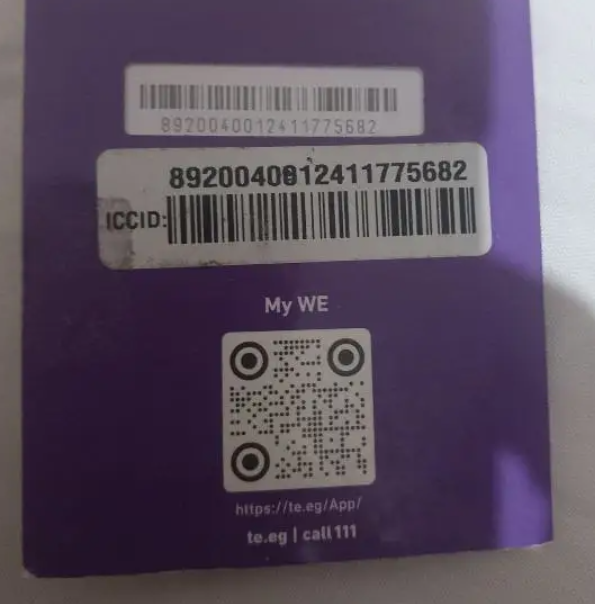 8920040012411775682
8920040012411775682
ICCID:
My WE
https://te.eg/App/
te.eg | call 111